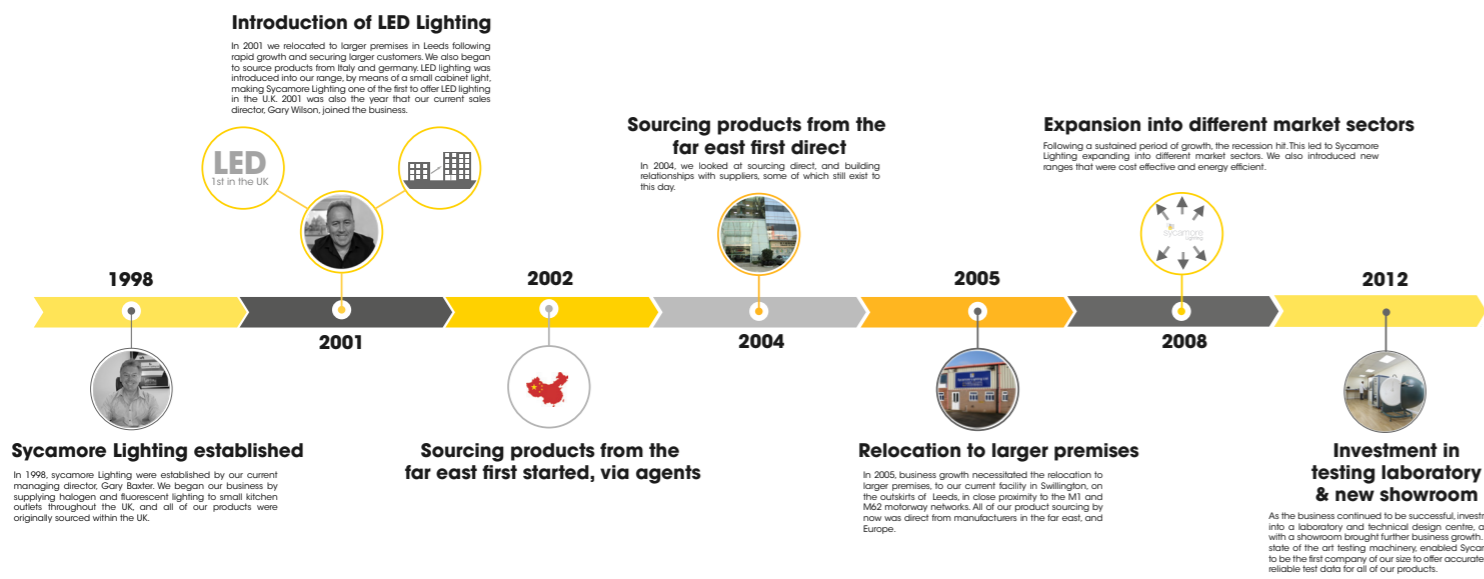 Introduction of LED Lighting
In 2001 we relocated to larger premises in Leeds following
rapid growth and securing larger customers. We also began
to source products from Italy and germany. LED lighting was
introduced into our range, by means of a small cabinet light,
making Sycamore Lighting one of the first to offer LED lighting
in the U.K. 2001 was also the year that our current sales
director, Gary Wilson, joined the business.
LED
1st in the UK
Sourcing products from the
far east first direct
In 2004, we looked at sourcing direct, and building
relationships with suppliers, some of which still exist to
this day.
Expansion into different market sectors
Following a sustained period of growth, the recession hit. This led to Sycamore
Lighting expanding into different market sectors. We also introduced new
ranges that were cost effective and energy efficient.
sycamore
Lighting
1998
2002
2005
2012
2001
2004
2008
Sycamore Lighting established
In 1998, sycamore Lighting were established by our current
managing director, Gary Baxter. We began our business by
supplying halogen and fluorescent lighting to small kitchen
outlets throughout the UK, and all of our products were
originally sourced within the UK.
Sourcing products from the
far east first started, via agents
Relocation to larger premises
In 2005, business growth necessitated the relocation to
larger premises, to our current facility in Swillington, on
the outskirts of Leeds, in close proximity to the M1 and
M62 motorway networks. All of our product sourcing by
now was direct from manufacturers in the far east, and
Europe.
Investment in
testing laboratory
& new showroom
As the business continued to be successful, 
into a laboratory and technical design centre, 
with a showroom brought further business growth.
state of the art testing machinery, enabled 
to be the first company of our size to offer 
reliable test data for all of our products.